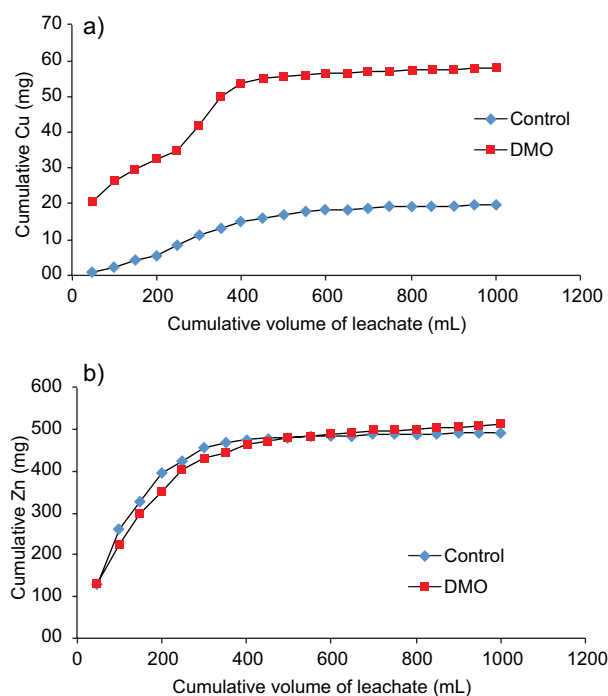 a)
70
60
50
40
30
20
10
00
Cumulative Cu (mg)
Control
DMO
0 200 400 600 800 1000 1200
Cumulative volume of leachate (mL)
b)
600
500
400
300
200
100
00
Cumulative Zn (mg)
Control
DMO
0 200 400 600 800 1000 1200
Cumulative volume of leachate (mL)